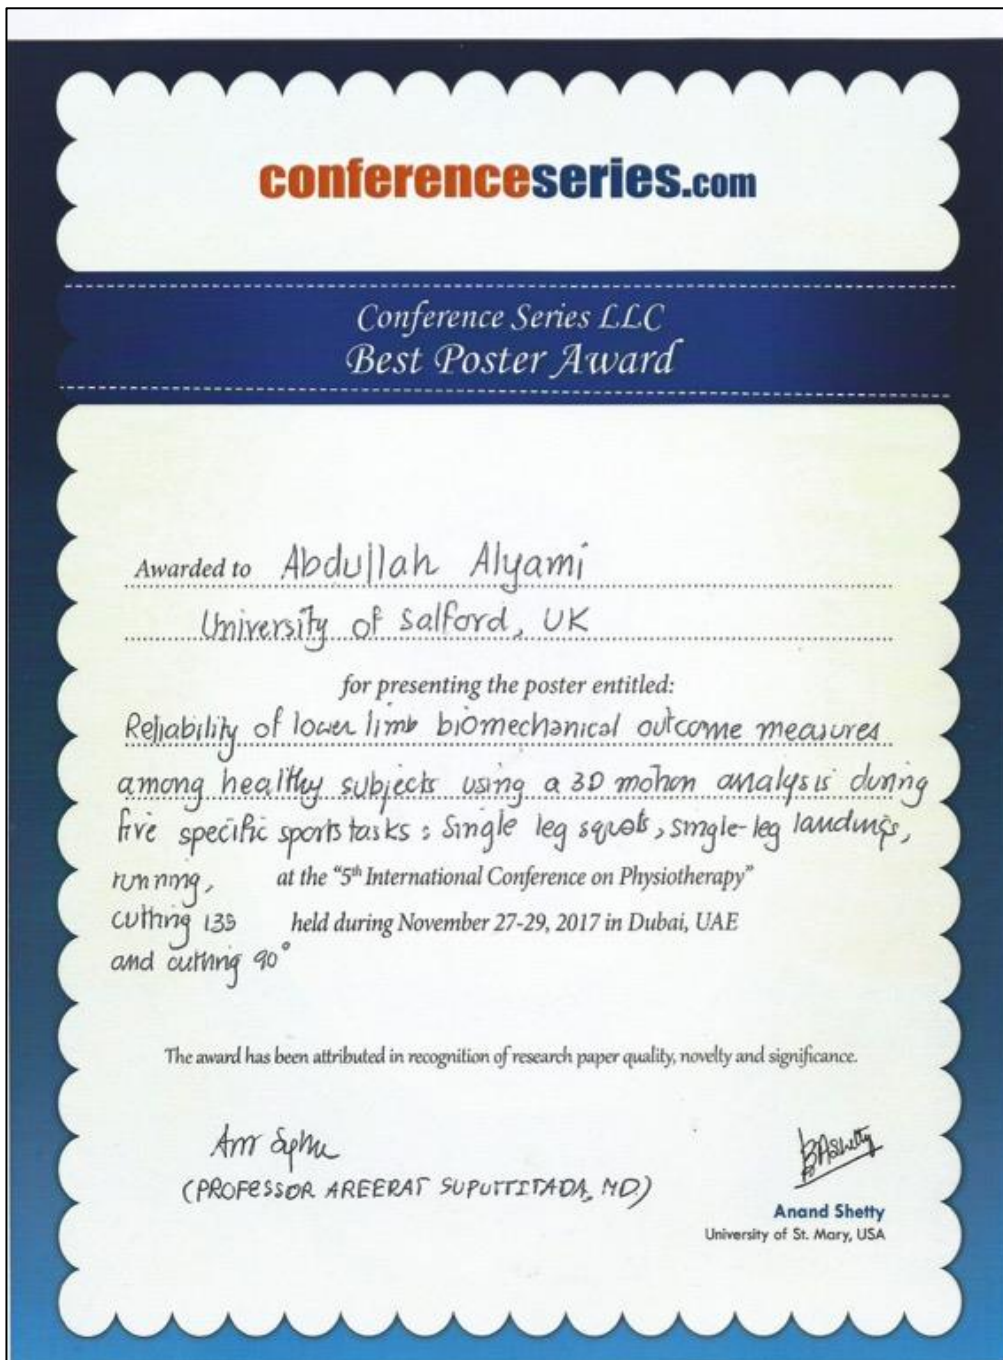 conferenceseries.com
Conference Series LLC
Best Poster Award
Awarded to Abdullah Alyami
University of Salford, UK
for presenting the poster entitled:
Reliability of lower limb biomechanical outcome measures
among healthy subjects using a 3D motion analysis during
five specific sports tasks : Single leg squats, single-leg landings,
running, at the “5th International Conference on Physiotherapy”
cutting 135 held during November 27-29, 2017 in Dubai, UAE
and cutting 90°
The award has been attributed in recognition of research paper quality, novelty and significance.
(PROFESSOR AREERAT SUPUTTITADA, MD)
BAShetty
Anand Shetty
University of St. Mary, USA